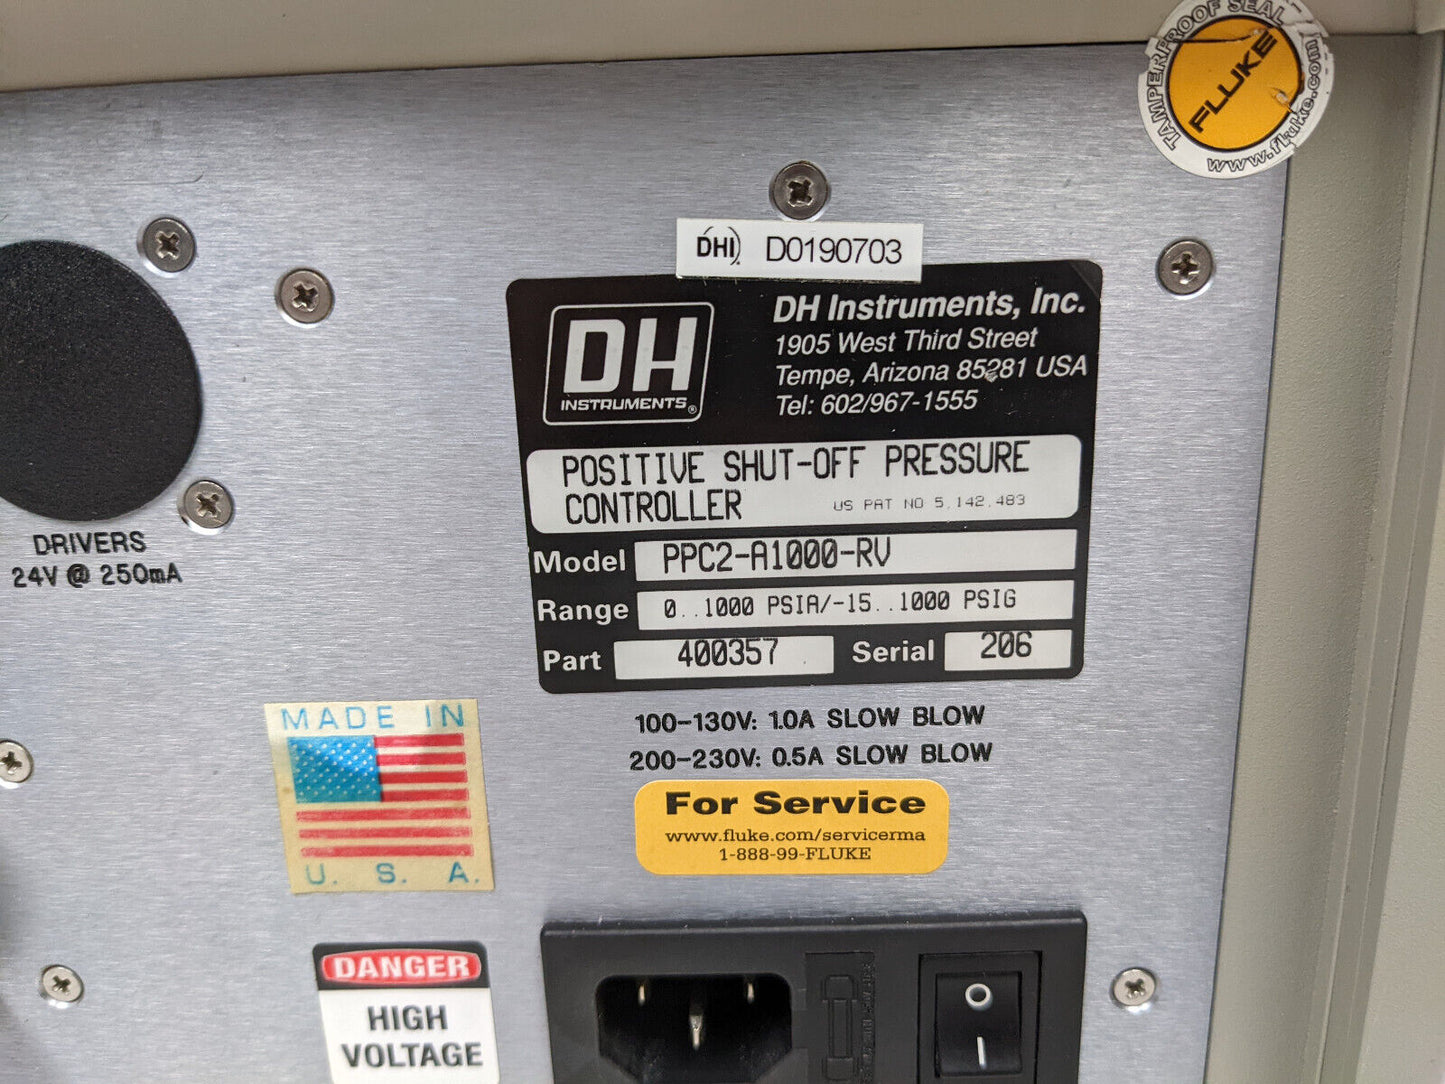 TAMPERPROOF SEAL
FLUKE
www.fluke.com
DHI D0190703
DH
INSTRUMENTS®
DH Instruments, Inc.
1905 West Third Street
Tempe, Arizona 85281 USA
Tel: 602/967-1555
POSITIVE SHUT-OFF PRESSURE
CONTROLLER US PAT NO 5,142,483
Model PPC2-A1000-RV
Range 0..1000 PSIA/-15..1000 PSIG
Part 400357 Serial 206
DRIVERS
24V @ 250mA
100-130V: 1.0A SLOW BLOW
200-230V: 0.5A SLOW BLOW
MADE IN
U. S. A.
For Service
www.fluke.com/servicerma
1-888-99-FLUKE
DANGER
HIGH
VOLTAGE